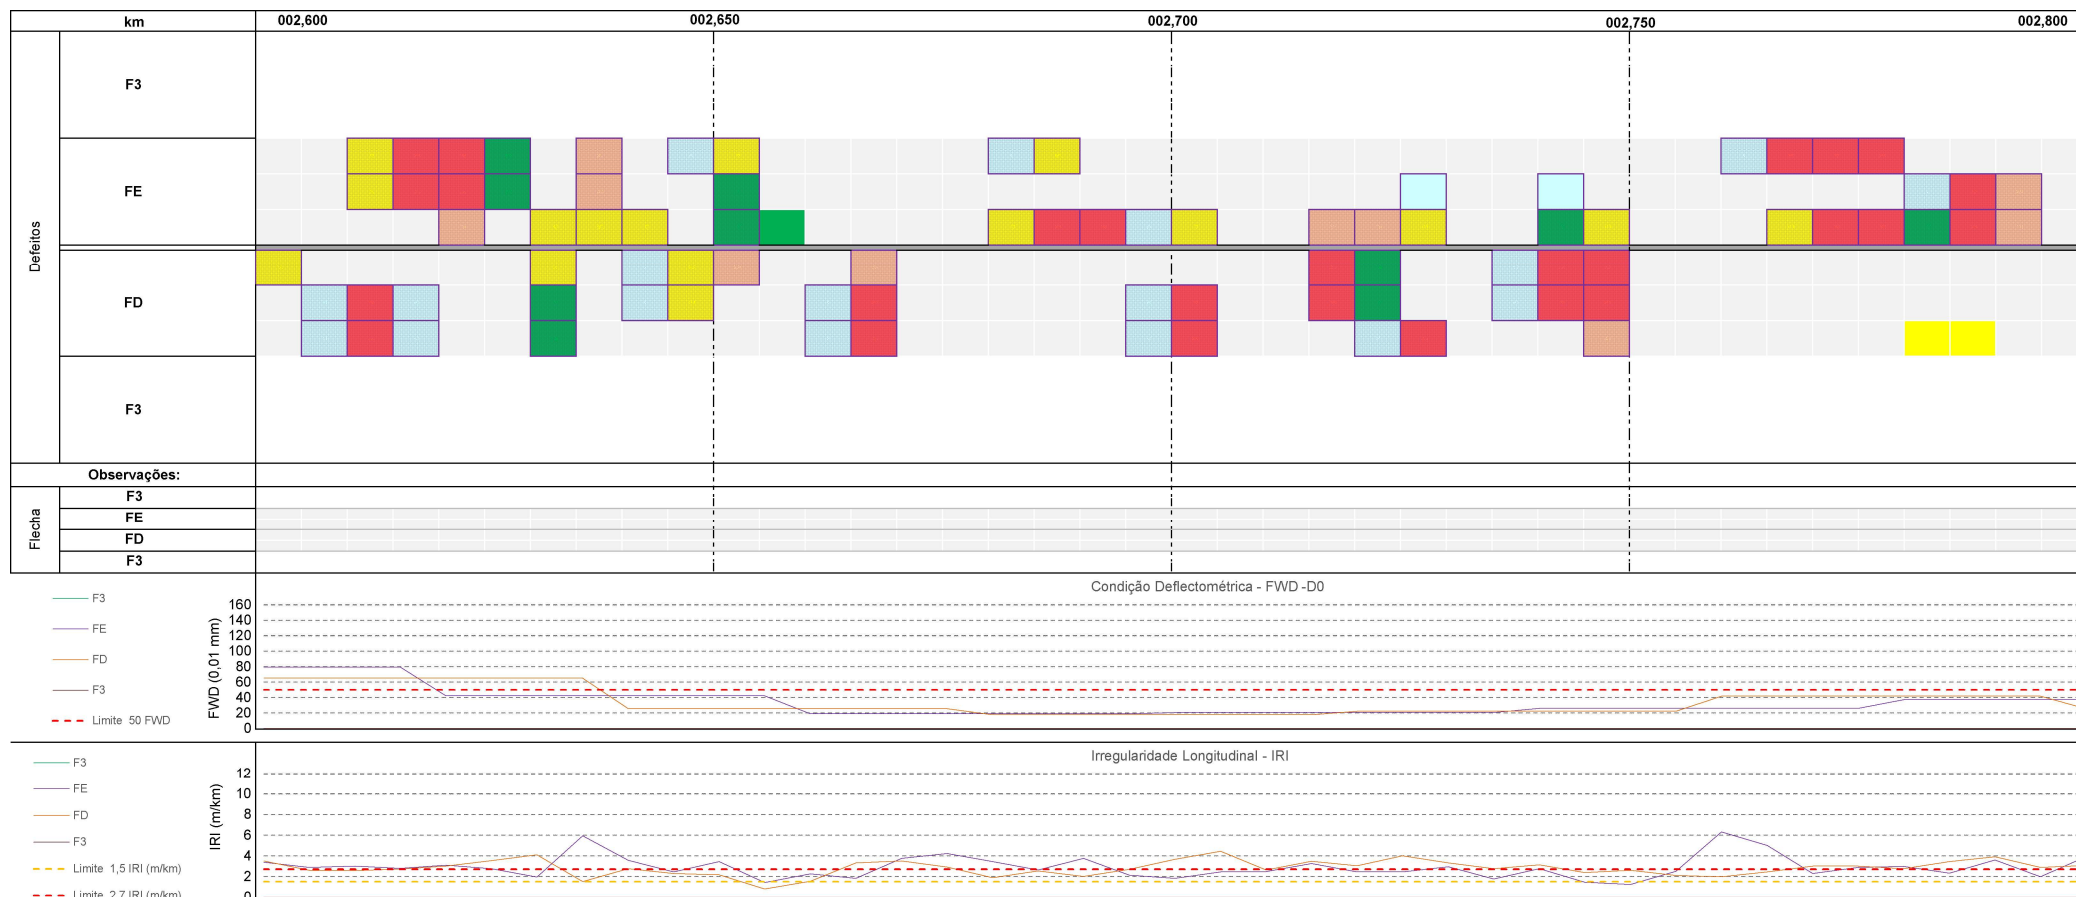 km 002,600 002,650 002,700 002,750 002,800
Defeitos
F3
FE
FD
F3
Observações:
Flecha
F3
FE
FD
F3
Condição Deflectométrica - FWD -D0
F3
FE
FD
F3
Limite 50 FWD
FWD (0,01 mm)
160
140
120
100
80
60
40
20
0
Irregularidade Longitudinal - IRI
F3
FE
FD
F3
Limite 1,5 IRI (m/km)
Limite 2,7 IRI (m/km)
IRI (m/km)
12
10
8
6
4
2
0